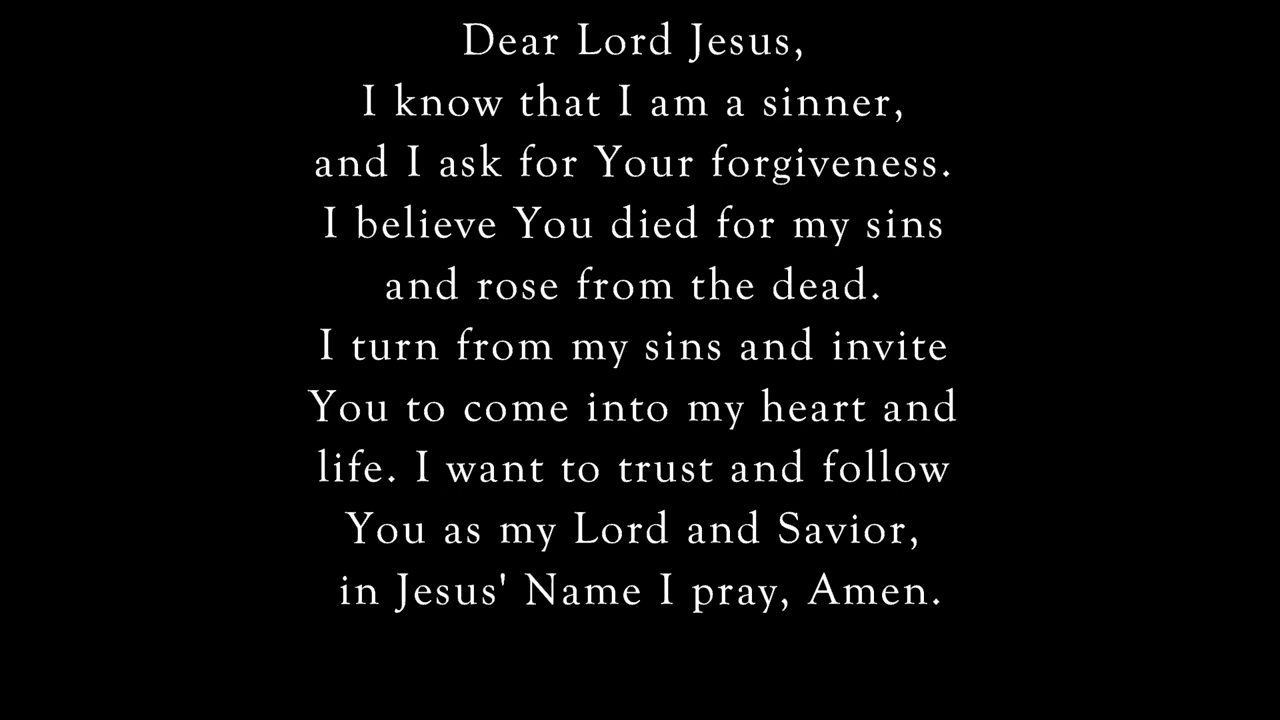 Dear Lord Jesus,
I know that I am a sinner,
and I ask for Your forgiveness.
I believe You died for my sins
and rose from the dead.
I turn from my sins and invite
You to come into my heart and
life. I want to trust and follow
You as my Lord and Savior,
in Jesus' Name I pray, Amen.